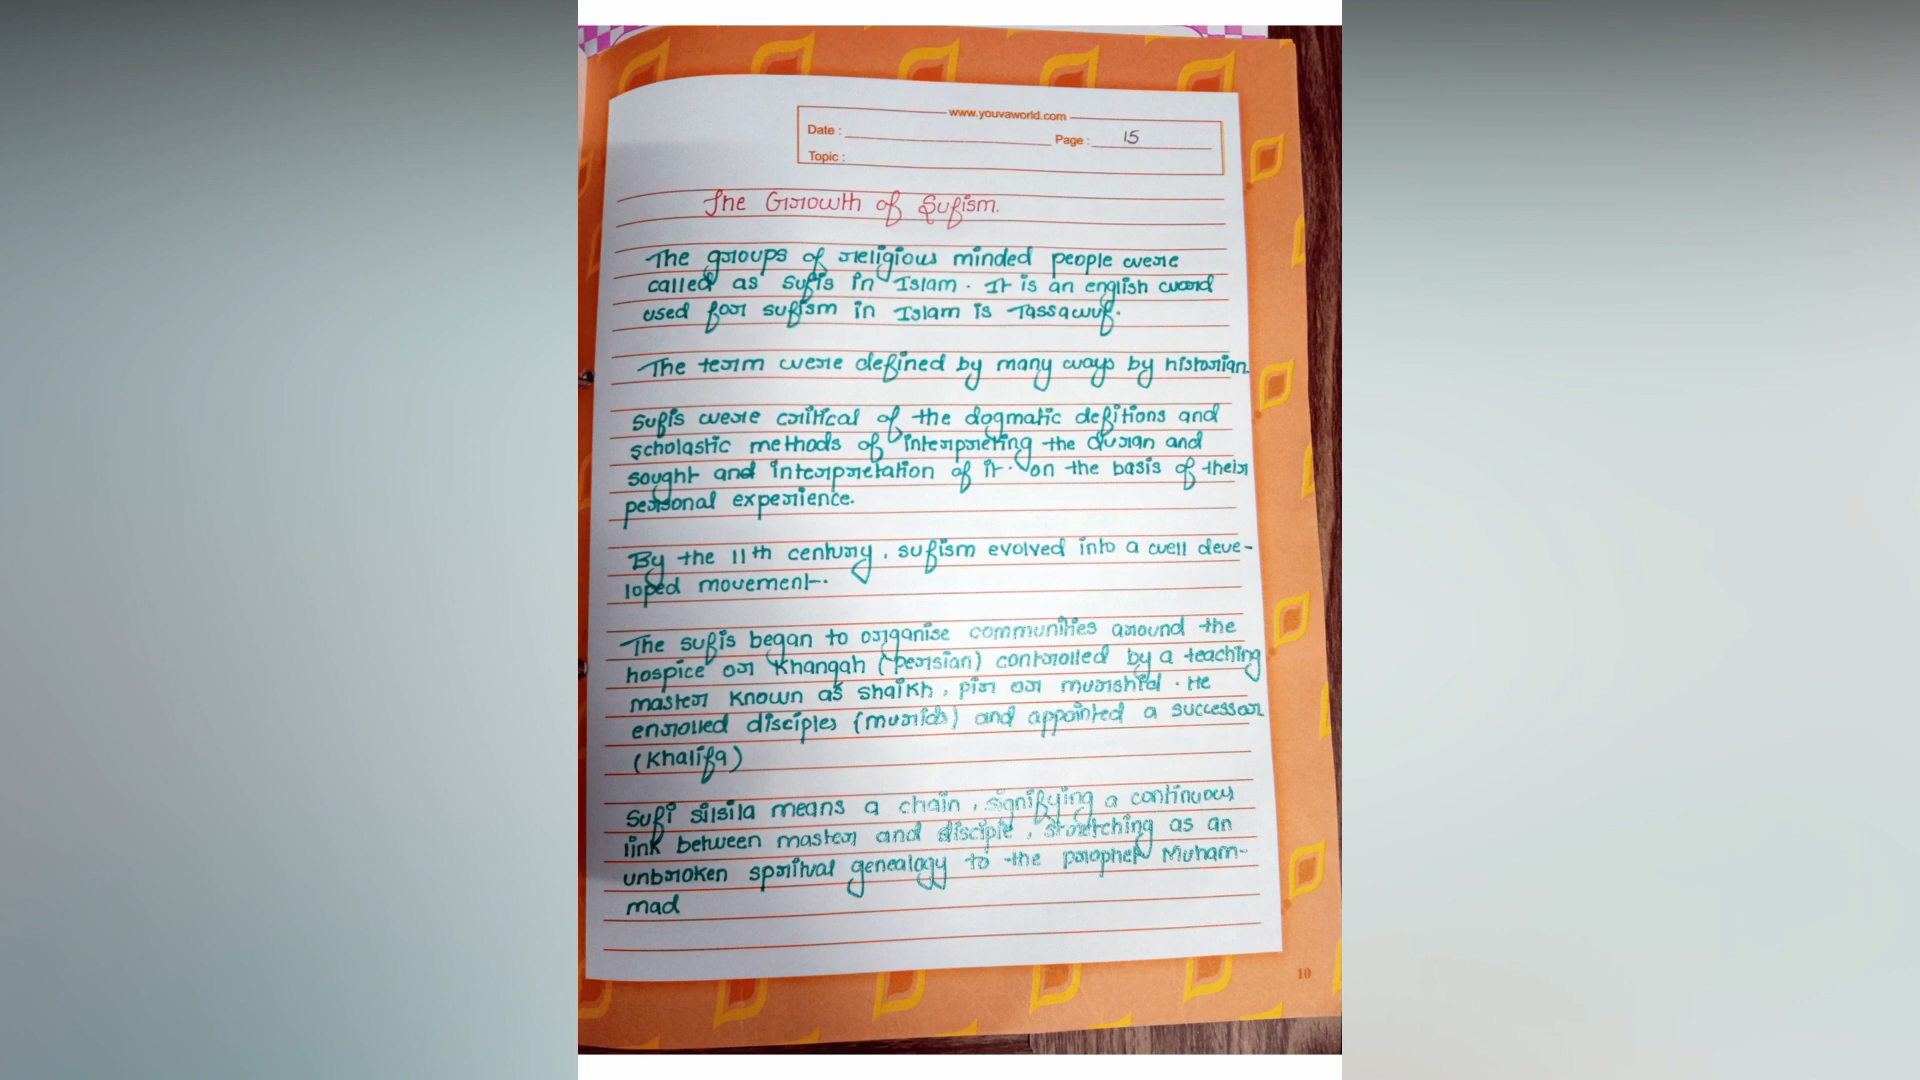 www.youvaworld.com
Date :
Page : 15
Topic :
The Growth of Sufism.
The groups of religious minded people were
called as Sufis in Islam. It is an english word
used for sufism in Islam is Tassawuf.
The term were defined by many ways by historian.
Sufis were critical of the dogmatic defitions and
scholastic methods of interpreting the Quran and
sought and interpretation of it. on the basis of their
personal experience.
By the 11th century, sufism evolved into a well deve-
loped movement.
The sufis began to organise communities around the
hospice or Khanqah (persian) controlled by a teaching
master known as shaikh, pir or murshid. He
enrolled disciples (murids) and appointed a successor
(Khalifa)
Sufi silsila means a chain, signifying a continuous
link between master and disciple, stretching as an
unbroken spritual genealogy to the prophet Muham-
mad
10